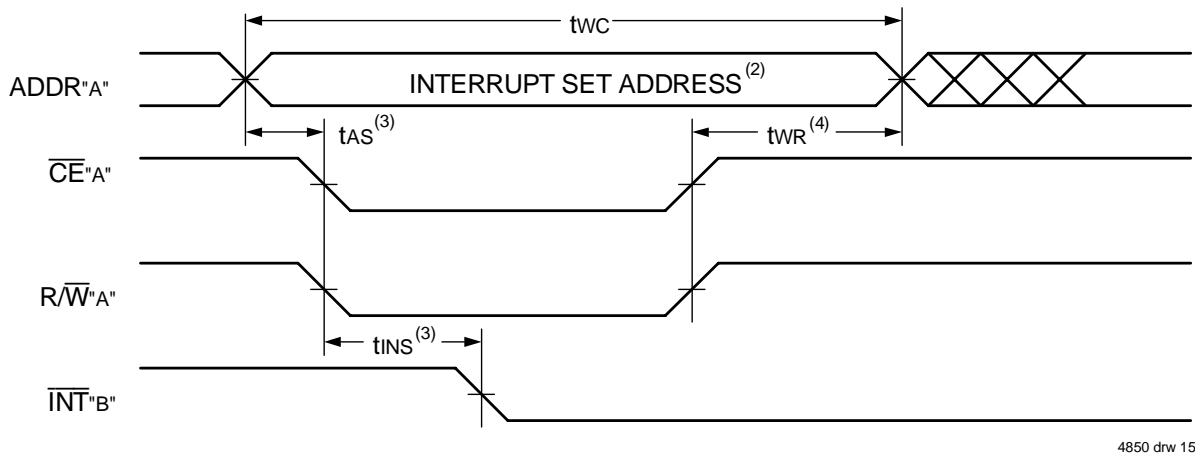 tWC
ADDR"A"
INTERRUPT SET ADDRESS(2)
tAS(3)
tWR(4)
CE"A"
R/W"A"
tINS(3)
INT"B"
4850 drw 15